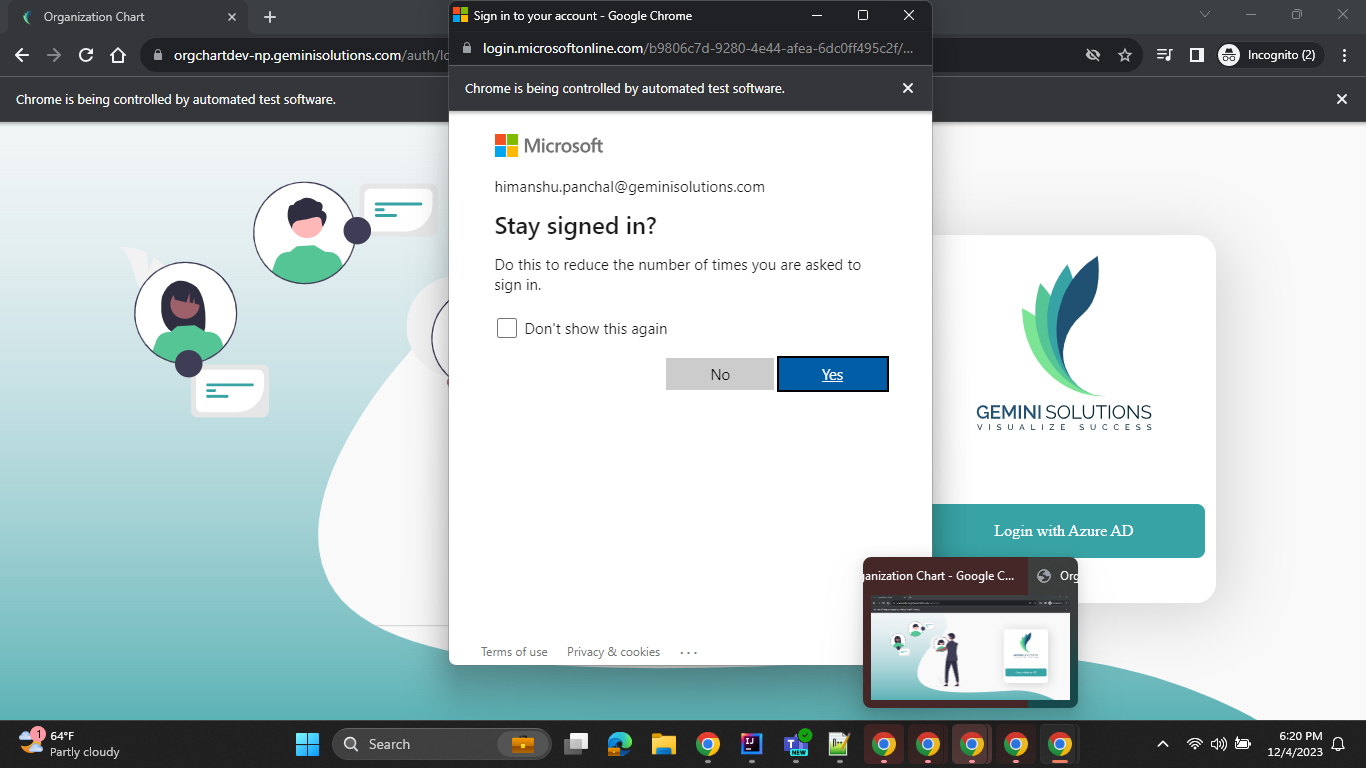 Organization Chart
Sign in to your account - Google Chrome
orgchartdev-np.geminisolutions.com/auth/lo
login.microsoftonline.com/b9806c7d-9280-4e44-afea-6dc0ff495c2f/...
Incognito (2)
Chrome is being controlled by automated test software.
Chrome is being controlled by automated test software.
Microsoft
himanshu.panchal@geminisolutions.com
Stay signed in?
Do this to reduce the number of times you are asked to
sign in.
Don't show this again
No
Yes
GEMINI SOLUTIONS
VISUALIZE SUCCESS
Login with Azure AD
ganization Chart - Google C...
Org
Terms of use
Privacy & cookies
...
1
64°F
Partly cloudy
Search
IJ
NEW
6:20 PM
12/4/2023